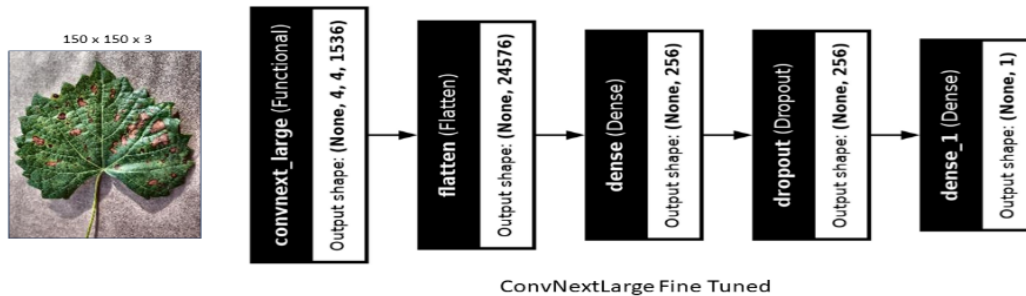 150 x 150 x 3
convnext_large (Functional)
Output shape: (None, 4, 4, 1536)
flatten (Flatten)
Output shape: (None, 24576)
dense (Dense)
Output shape: (None, 256)
dropout (Dropout)
Output shape: (None, 256)
dense_1 (Dense)
Output shape: (None, 1)
ConvNextLarge Fine Tuned